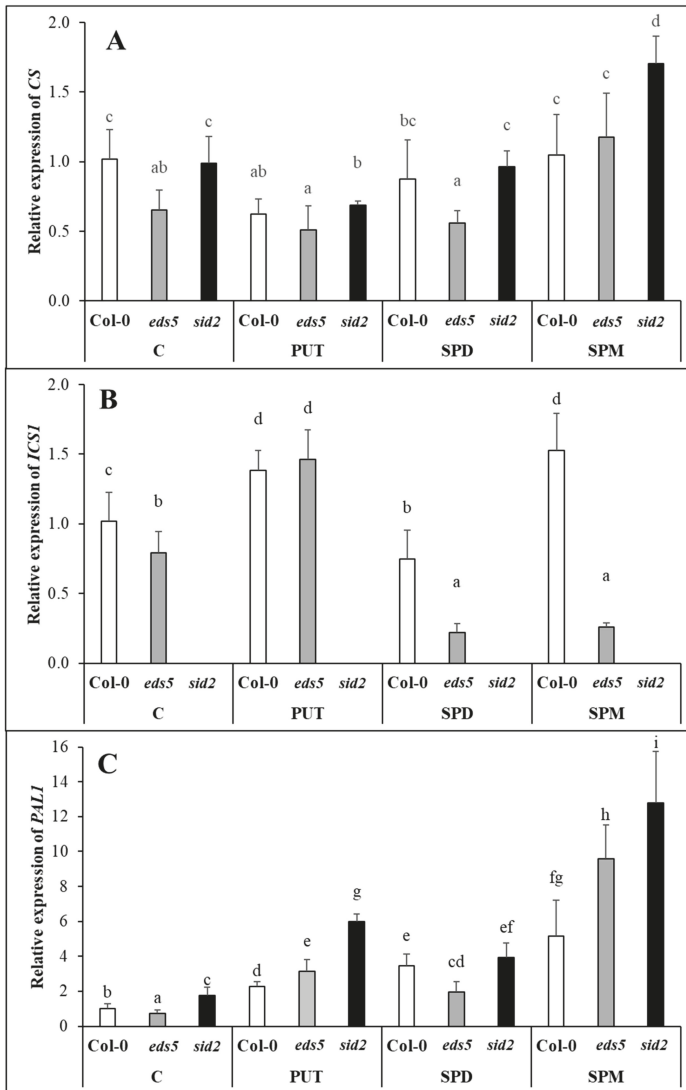 A
Relative expression of CS
2.0
1.5
1.0
0.5
0.0
c
ab
c
ab
a
b
bc
a
c
c
c
d
Col-0 eds5 sid2 Col-0 eds5 sid2 Col-0 eds5 sid2 Col-0 eds5 sid2
C PUT SPD SPM
B
Relative expression of ICS1
2.0
1.5
1.0
0.5
0.0
c
b
d
d
b
a
d
a
Col-0 eds5 sid2 Col-0 eds5 sid2 Col-0 eds5 sid2 Col-0 eds5 sid2
C PUT SPD SPM
C
Relative expression of PAL1
16
14
12
10
8
6
4
2
0
b
a
c
d
e
g
e
cd
ef
fg
h
i
Col-0 eds5 sid2 Col-0 eds5 sid2 Col-0 eds5 sid2 Col-0 eds5 sid2
C PUT SPD SPM